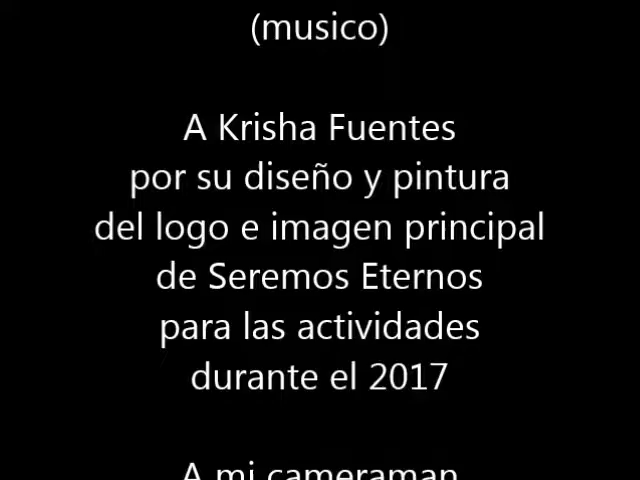 (musico)
A Krisha Fuentes
por su diseño y pintura
del logo e imagen principal
de Seremos Eternos
para las actividades
durante el 2017
A mi cameraman